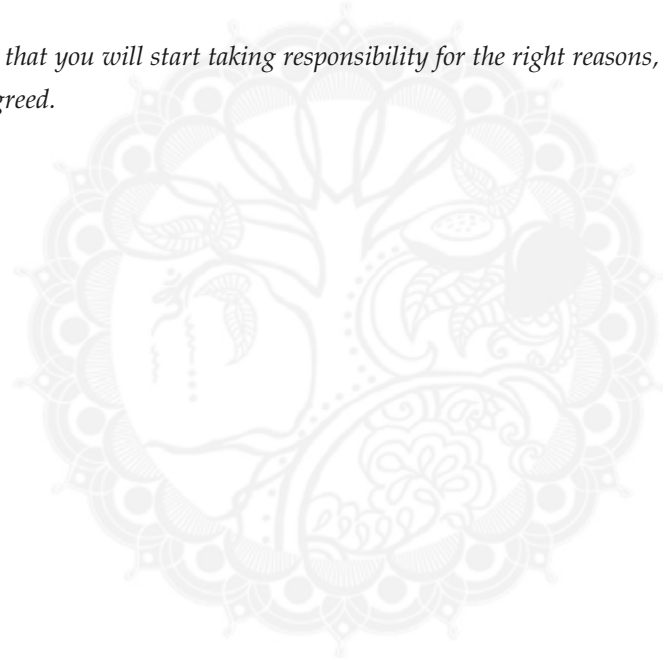 that you will start taking responsibility for the right reasons,
greed.